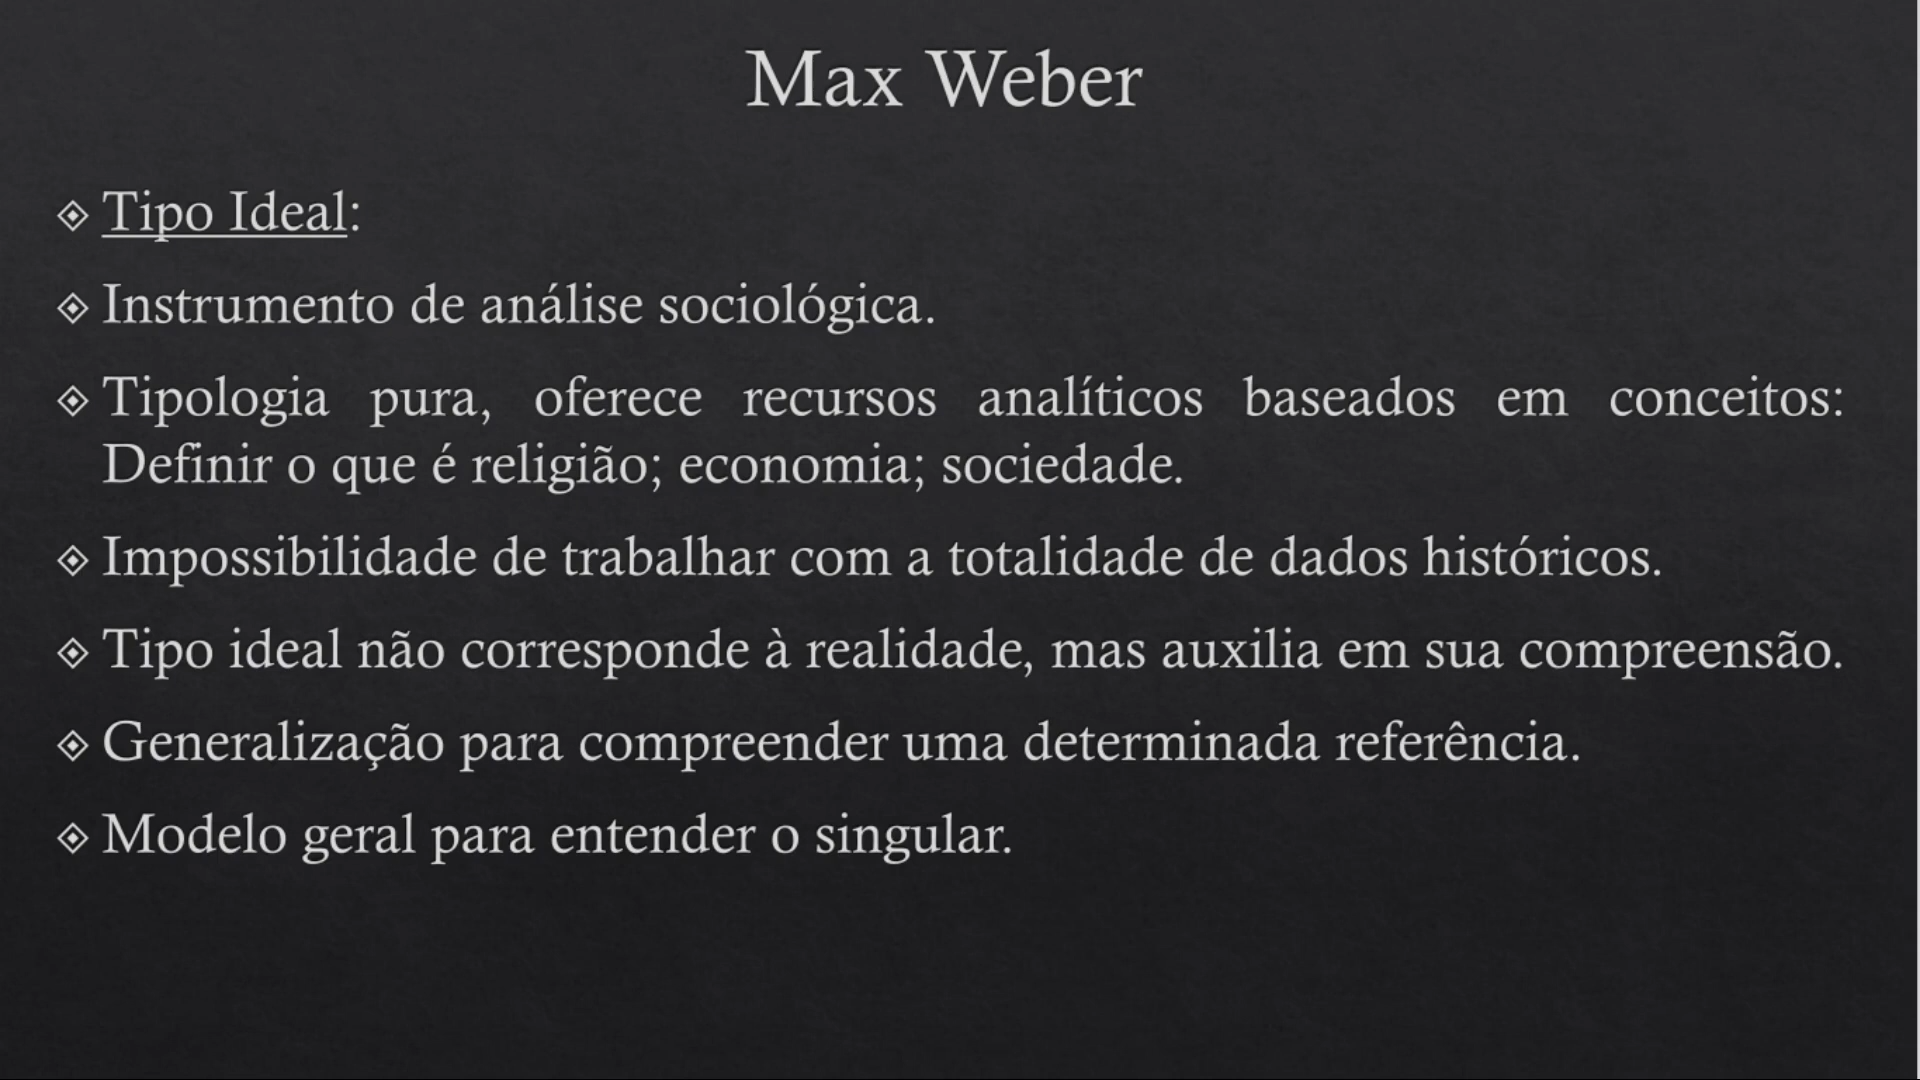 Max Weber
Tipo Ideal:
Instrumento de análise sociológica.
Tipologia pura, oferece recursos analíticos baseados em conceitos:
Definir o que é religião; economia; sociedade.
Impossibilidade de trabalhar com a totalidade de dados históricos.
Tipo ideal não corresponde à realidade, mas auxilia em sua compreensão.
Generalização para compreender uma determinada referência.
Modelo geral para entender o singular.